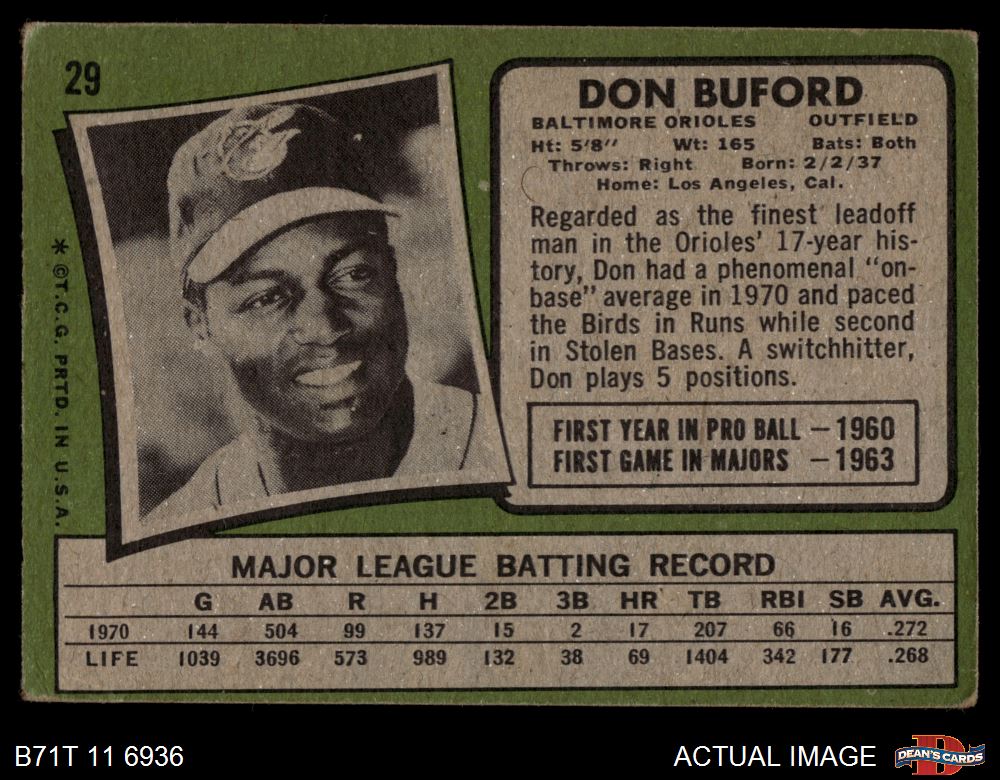 29
DON BUFORD
BALTIMORE ORIOLES OUTFIELD
Ht: 5'8" Wt: 165 Bats: Both
Throws: Right Born: 2/2/37
Home: Los Angeles, Cal.
Regarded as the finest leadoff
man in the Orioles' 17-year his-
tory, Don had a phenomenal "on-
base" average in 1970 and paced
the Birds in Runs while second
in Stolen Bases. A switchhitter,
Don plays 5 positions.
FIRST YEAR IN PRO BALL — 1960
FIRST GAME IN MAJORS — 1963
* ©T.C.G. PRTD. IN U.S.A.
MAJOR LEAGUE BATTING RECORD
G AB R H 2B 3B HR TB RBI SB AVG.
1970 144 504 99 137 15 2 17 207 66 16 .272
LIFE 1039 3696 573 989 132 38 69 1404 342 177 .268
B71T 11 6936
ACTUAL IMAGE
D
DEAN'S CARDS